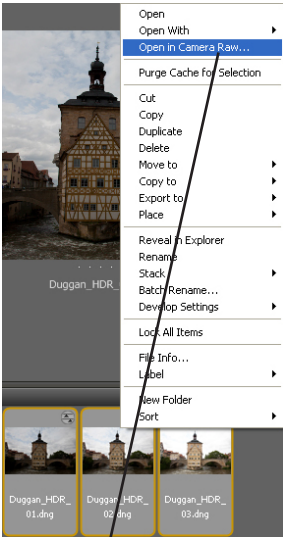 Open
Open With
Open in Camera Raw...
Purge Cache for Selection
Cut
Copy
Duplicate
Delete
Move to
Copy to
Export to
Place
Reveal in Explorer
Rename
Stack
Batch Rename...
Develop Settings
Lock All Items
File Info...
Label
New Folder
Sort
Duggan_HDR_
Duggan_HDR_
01.dng
Duggan_HDR_
02.dng
Duggan_HDR_
03.dng